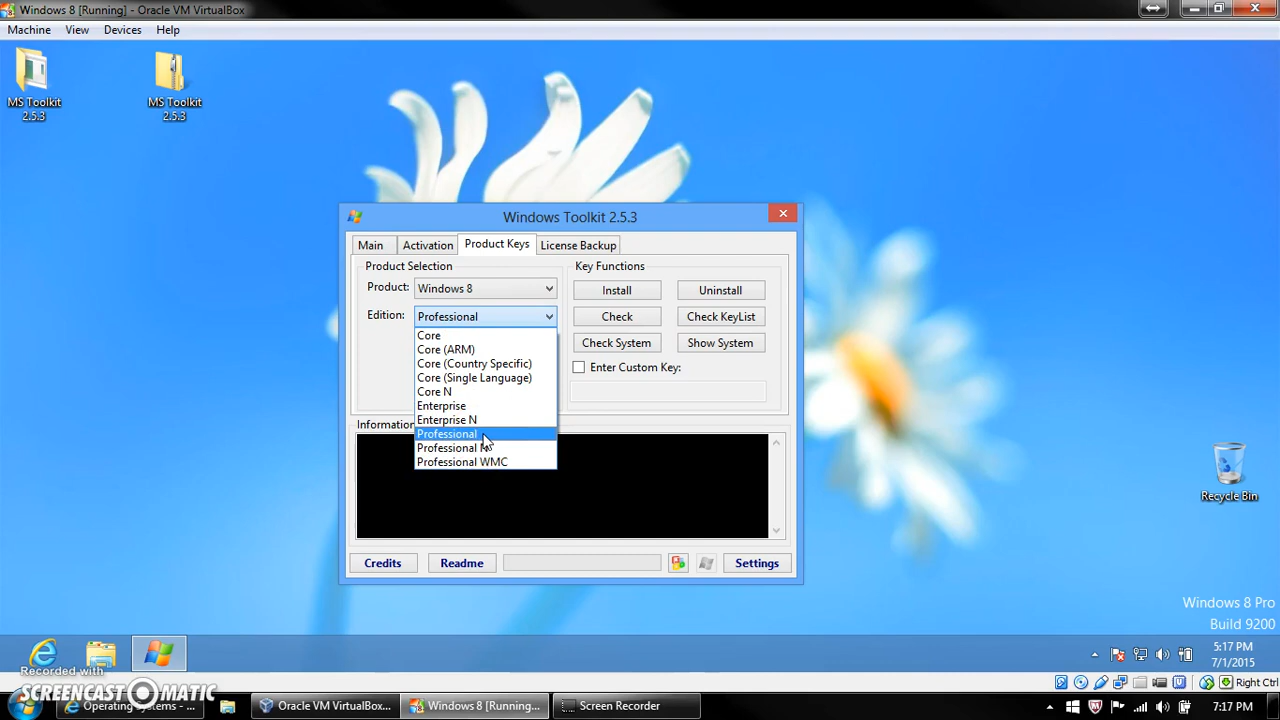 Windows 8 [Running] - Oracle VM VirtualBox
Machine View Devices Help
MS Toolkit
2.5.3
MS Toolkit
2.5.3
Windows Toolkit 2.5.3
Main Activation Product Keys License Backup
Product Selection
Key Functions
Product: Windows 8
Install Uninstall
Edition: Professional
Check Check KeyList
Core
Core (ARM)
Check System Show System
Core (Country Specific)
Enter Custom Key:
Core (Single Language)
Core N
Enterprise
Enterprise N
Information
Professional
Professional N
Professional WMC
Credits Readme Settings
Recycle Bin
Windows 8 Pro
Build 9200
5:17 PM
7/1/2015
Recorded with
SCREENCAST MATIC
Right Ctrl
Operating Systems - ...
Oracle VM VirtualBox...
Windows 8 [Running...
Screen Recorder
7:17 PM